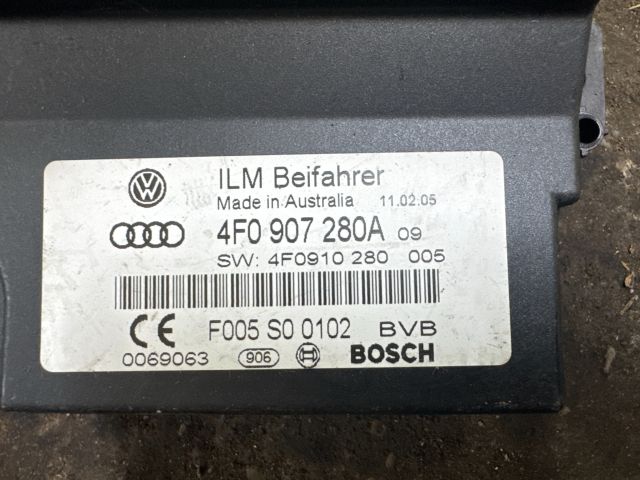 ILM Beifahrer
Made in Australia 11.02.05
4F0 907 280A 09
SW: 4F0910 280 005
CE F005 S0 0102 BVB
0069063 906 BOSCH